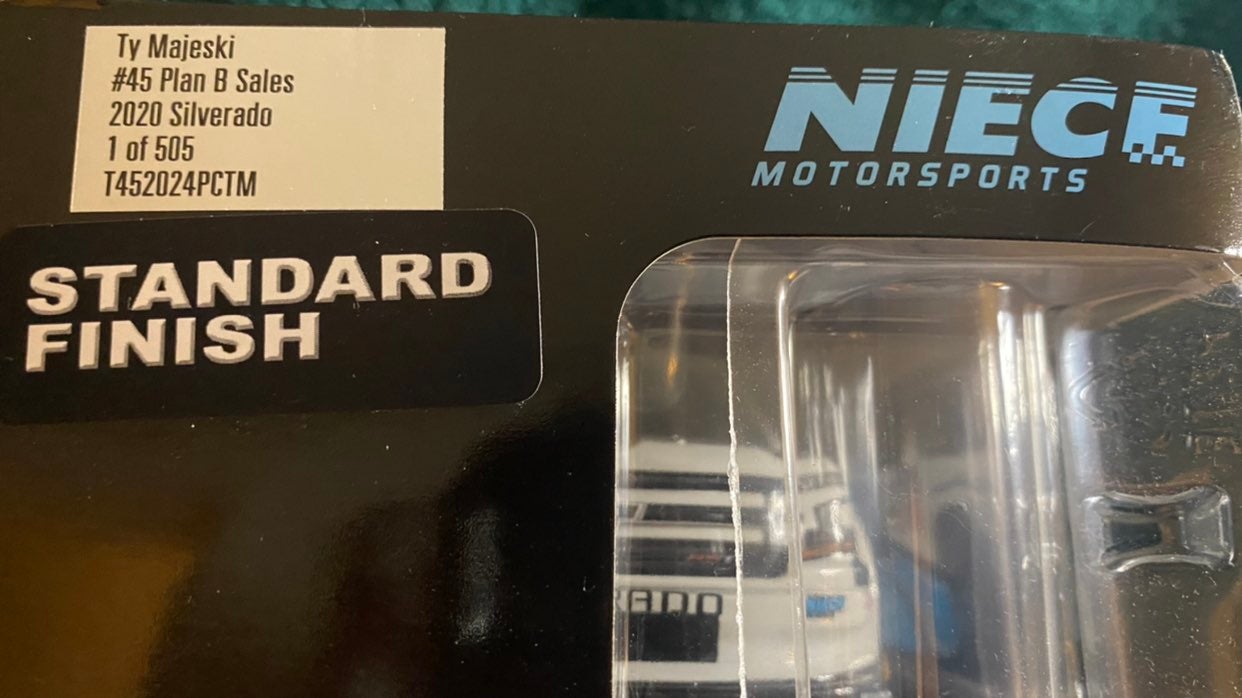 Ty Majeski
#45 Plan B Sales
2020 Silverado
1 of 505
T452024PCTM
NIECE
MOTORSPORTS
STANDARD
FINISH